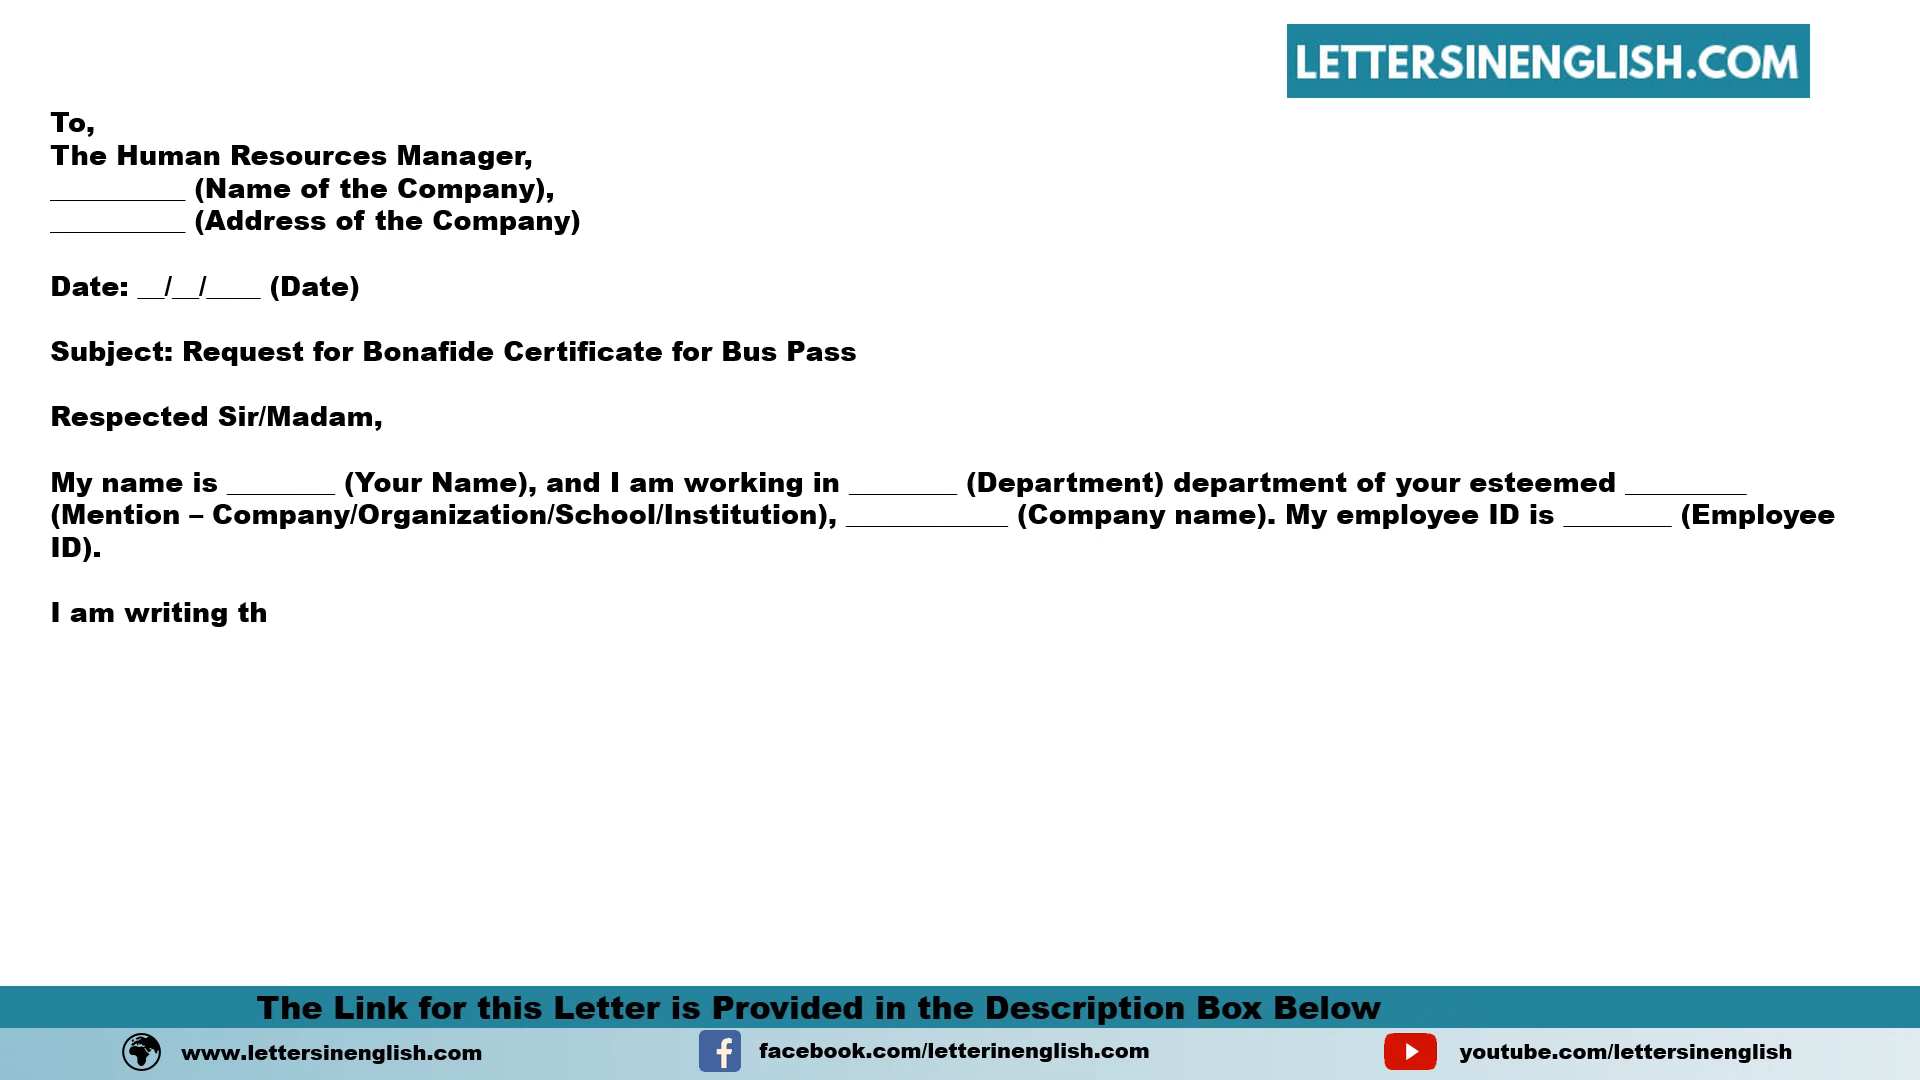 LETTERSINENGLISH.COM
To,
The Human Resources Manager,
__________ (Name of the Company),
__________ (Address of the Company)
Date: __/__/____ (Date)
Subject: Request for Bonafide Certificate for Bus Pass
Respected Sir/Madam,
My name is ________ (Your Name), and I am working in ________ (Department) department of your esteemed _________
(Mention – Company/Organization/School/Institution), ____________ (Company name). My employee ID is ________ (Employee
ID).
I am writing th
The Link for this Letter is Provided in the Description Box Below
www.lettersinenglish.com
facebook.com/letterinenglish.com
youtube.com/lettersinenglish